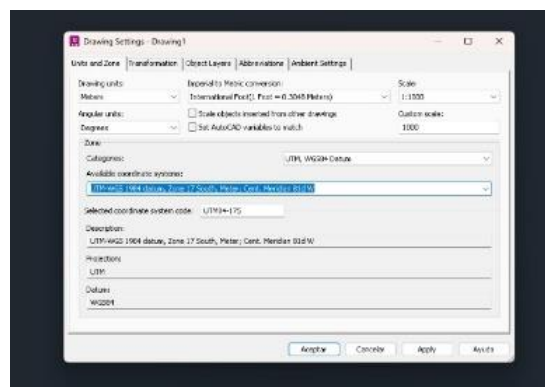 Drawing Settings - Drawing1
Units and Zone Transformation Object Layers Abbreviations Ambient Settings
Drawing units: Imperial to Metric conversion: Scale:
Meters International Foot(1 Foot = 0.3048 Meters) 1:1000
Angular units: Scale objects inserted from other drawings Custom scale:
Degrees Set AutoCAD variables to match 1000
Zone
Categories: UTM, WGS84 Datum
Available coordinate systems:
UTM-WGS 1984 datum, Zone 17 South, Meter; Cent. Meridian 81d W
Selected coordinate system code: UTM84-17S
Description:
UTM-WGS 1984 datum, Zone 17 South, Meter; Cent. Meridian 81d W
Projection:
UTM
Datum:
WGS84
Aceptar Cancelar Apply Ayuda